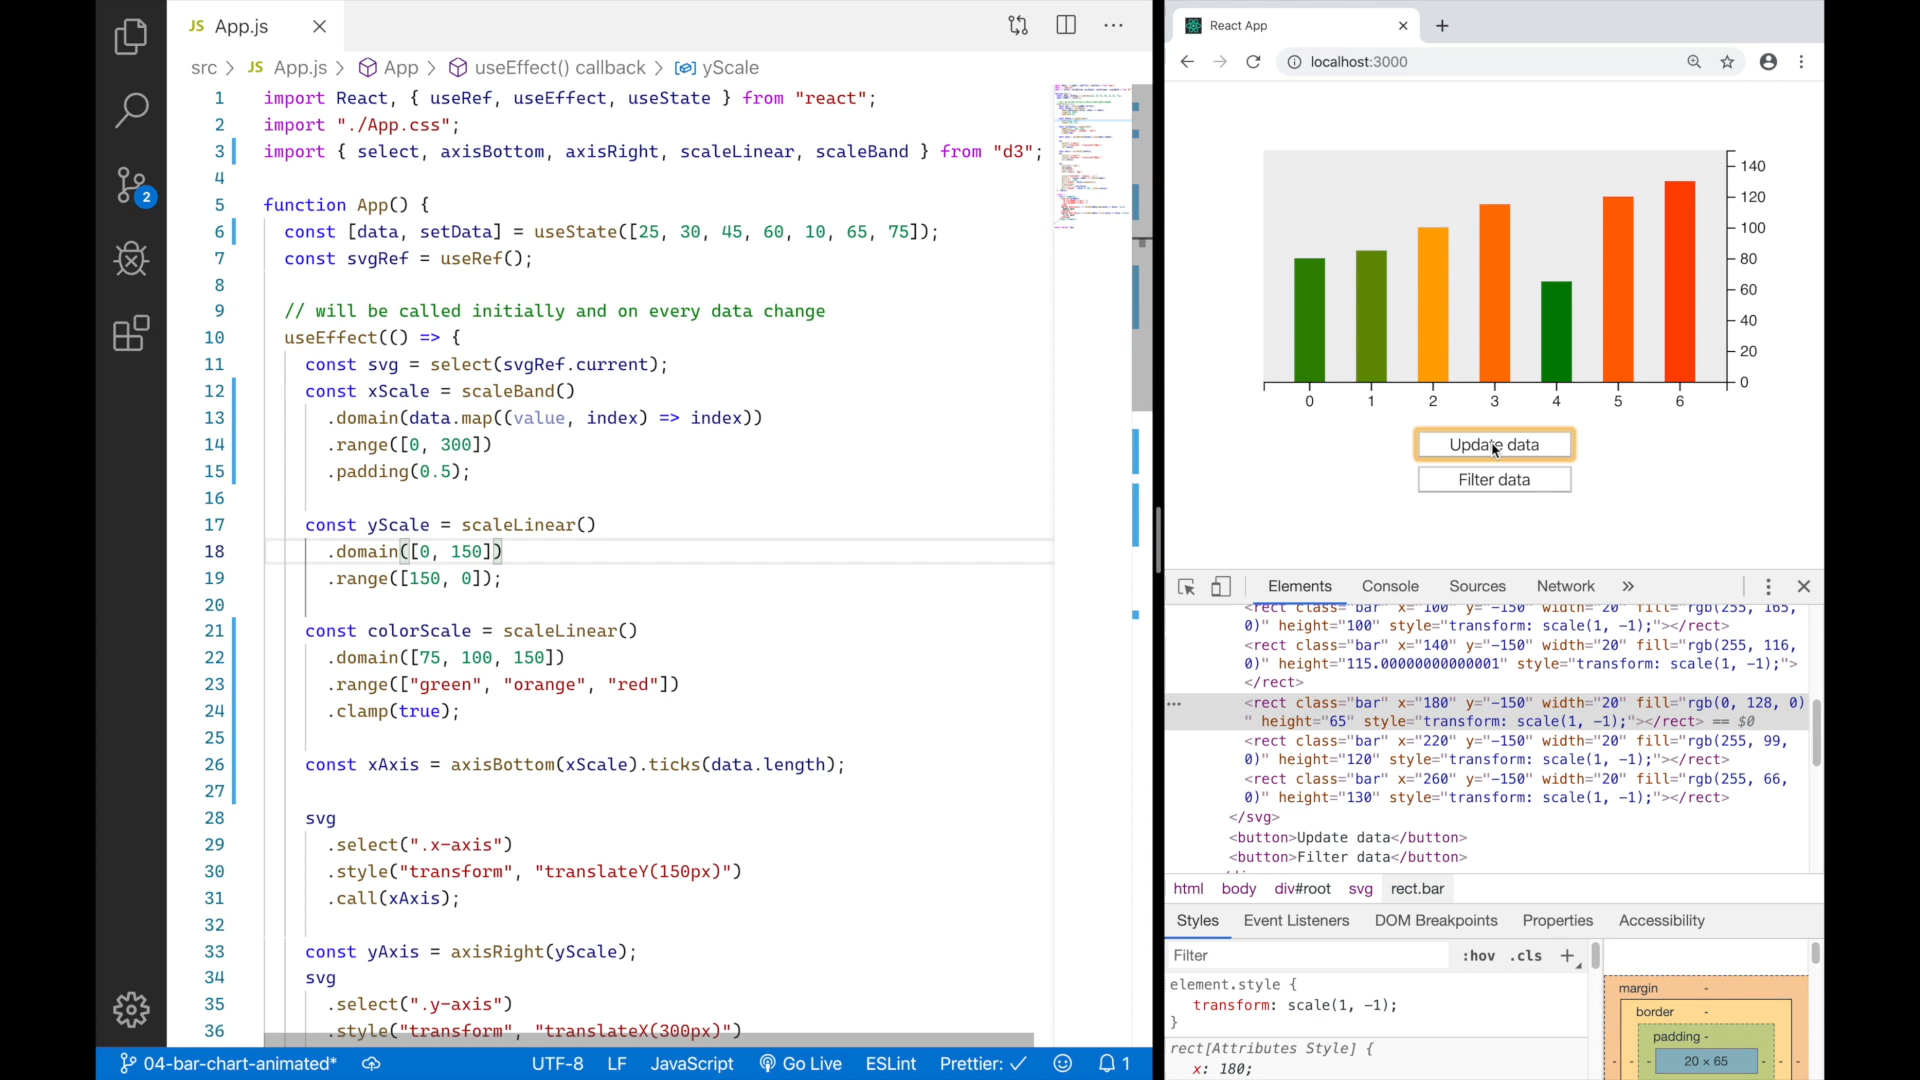 JS App.js
src > JS App.js > App > useEffect() callback > yScale
1 import React, { useRef, useEffect, useState } from "react";
2 import "./App.css";
3 import { select, axisBottom, axisRight, scaleLinear, scaleBand } from "d3";
4
5 function App() {
6 const [data, setData] = useState([25, 30, 45, 60, 10, 65, 75]);
7 const svgRef = useRef();
8
9 // will be called initially and on every data change
10 useEffect(() => {
11 const svg = select(svgRef.current);
12 const xScale = scaleBand()
13 .domain(data.map((value, index) => index))
14 .range([0, 300])
15 .padding(0.5);
16
17 const yScale = scaleLinear()
18 .domain([0, 150])
19 .range([150, 0]);
20
21 const colorScale = scaleLinear()
22 .domain([75, 100, 150])
23 .range(["green", "orange", "red"])
24 .clamp(true);
25
26 const xAxis = axisBottom(xScale).ticks(data.length);
27
28 svg
29 .select(".x-axis")
30 .style("transform", "translateY(150px)")
31 .call(xAxis);
32
33 const yAxis = axisRight(yScale);
34 svg
35 .select(".y-axis")
36 .style("transform", "translateX(300px)")
2
04-bar-chart-animated* UTF-8 LF JavaScript Go Live ESLint Prettier: ✓ 1
React App
localhost:3000
140
120
100
80
60
40
20
0
0 1 2 3 4 5 6
Update data
Filter data
Elements Console Sources Network »
<rect class="bar" x="100" y="-150" width="20" fill="rgb(255, 165,
0)" height="100" style="transform: scale(1, -1);"></rect>
<rect class="bar" x="140" y="-150" width="20" fill="rgb(255, 116,
0)" height="115.00000000000001" style="transform: scale(1, -1);">
</rect>
<rect class="bar" x="180" y="-150" width="20" fill="rgb(0, 128, 0)
" height="65" style="transform: scale(1, -1);"></rect> == $0
<rect class="bar" x="220" y="-150" width="20" fill="rgb(255, 99,
0)" height="120" style="transform: scale(1, -1);"></rect>
<rect class="bar" x="260" y="-150" width="20" fill="rgb(255, 66,
0)" height="130" style="transform: scale(1, -1);"></rect>
</svg>
<button>Update data</button>
<button>Filter data</button>
html body div#root svg rect.bar
Styles Event Listeners DOM Breakpoints Properties Accessibility
Filter :hov .cls +
element.style {
transform: scale(1, -1);
}
rect[Attributes Style] {
x: 180;
margin -
border -
padding -
20 × 65